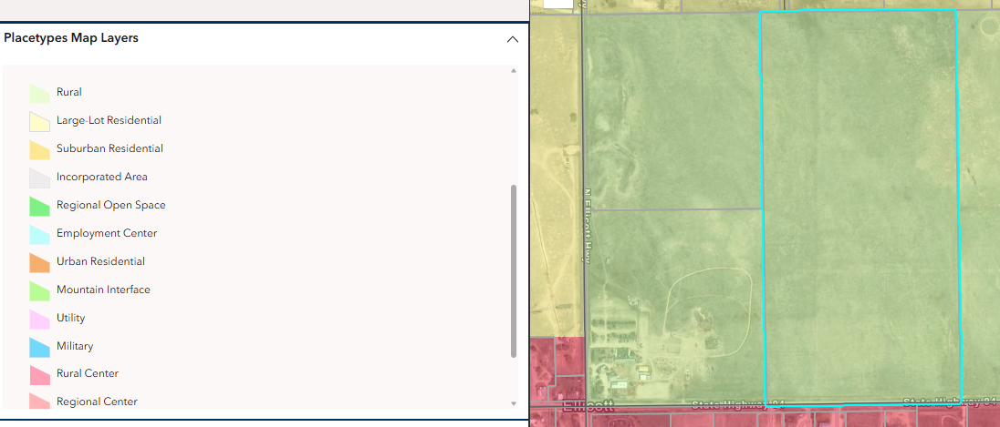 Placetypes Map Layers
Rural
Large-Lot Residential
Suburban Residential
Incorporated Area
Regional Open Space
Employment Center
Urban Residential
Mountain Interface
Utility
Military
Rural Center
Regional Center
N Ellicott Hwy
Ellicott
State Highway 94
State Highway 94